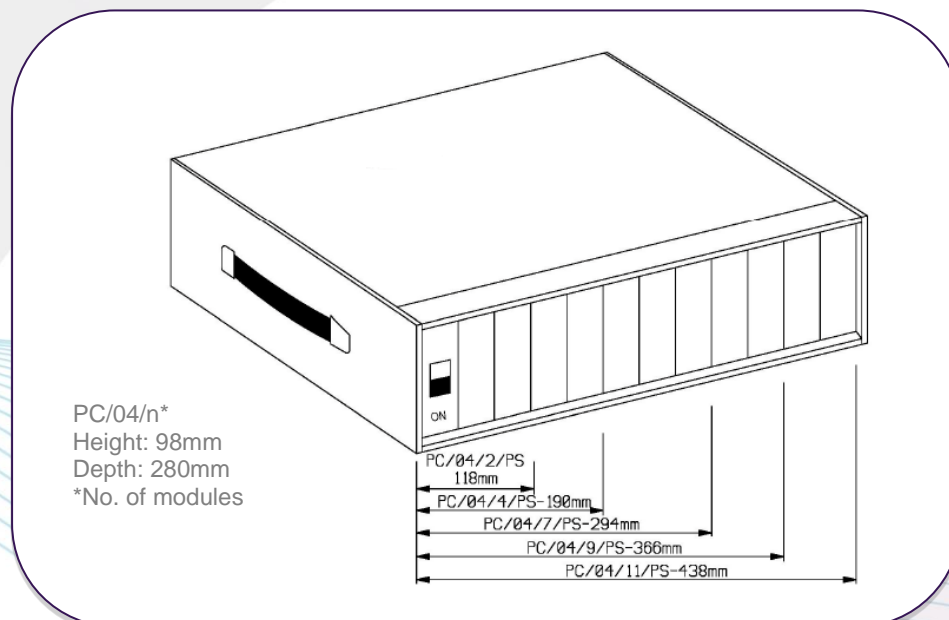 ON
PC/04/n*
Height: 98mm
Depth: 280mm
*No. of modules
PC/04/2/PS
118mm
PC/04/4/PS-190mm
PC/04/7/PS-294mm
PC/04/9/PS-366mm
PC/04/11/PS-438mm